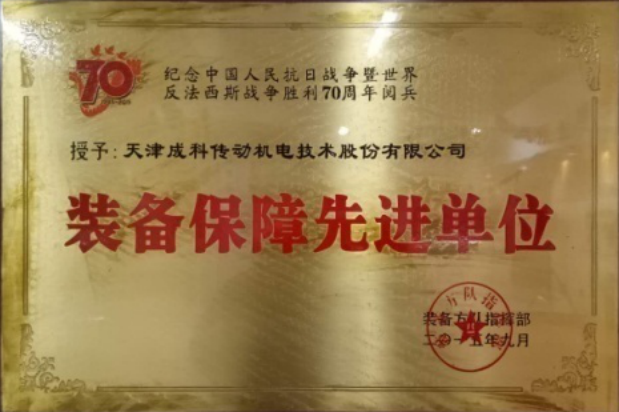 70
纪念中国人民抗日战争暨世界
反法西斯战争胜利70周年阅兵
授予：天津成科传动机电技术股份有限公司
装备保障先进单位
装备方队指挥部
二〇一五年九月